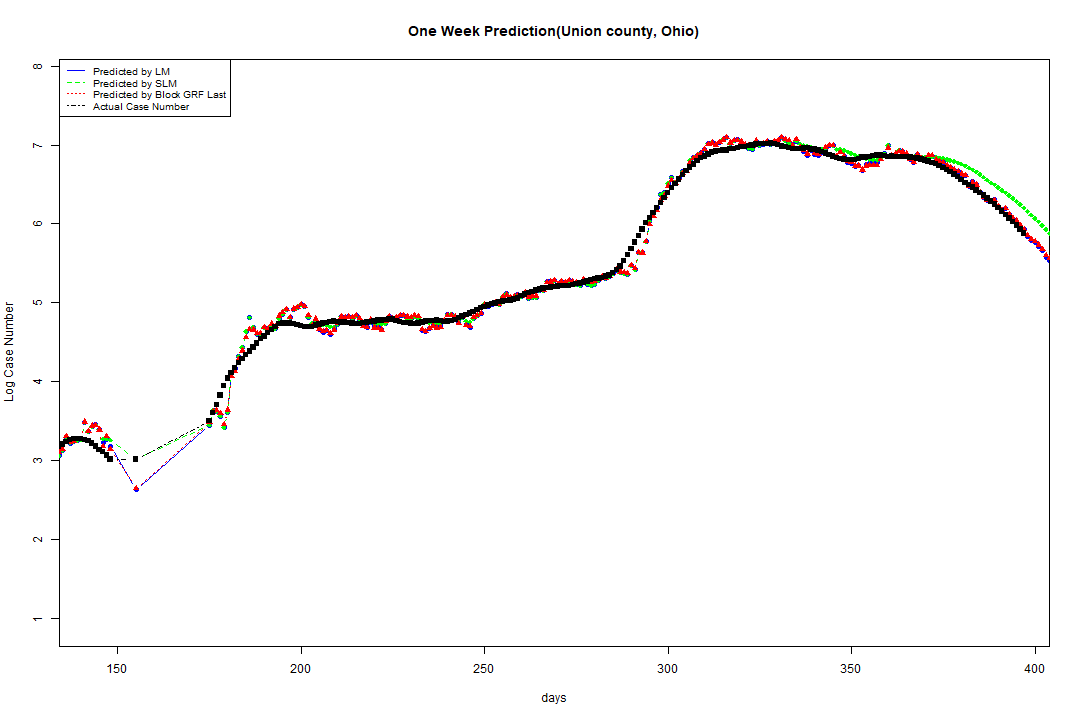 One Week Prediction(Union county, Ohio)
Predicted by LM
Predicted by SLM
Predicted by Block GRF Last
Actual Case Number
8
7
6
5
4
3
2
1
Log Case Number
150
200
250
300
350
400
days